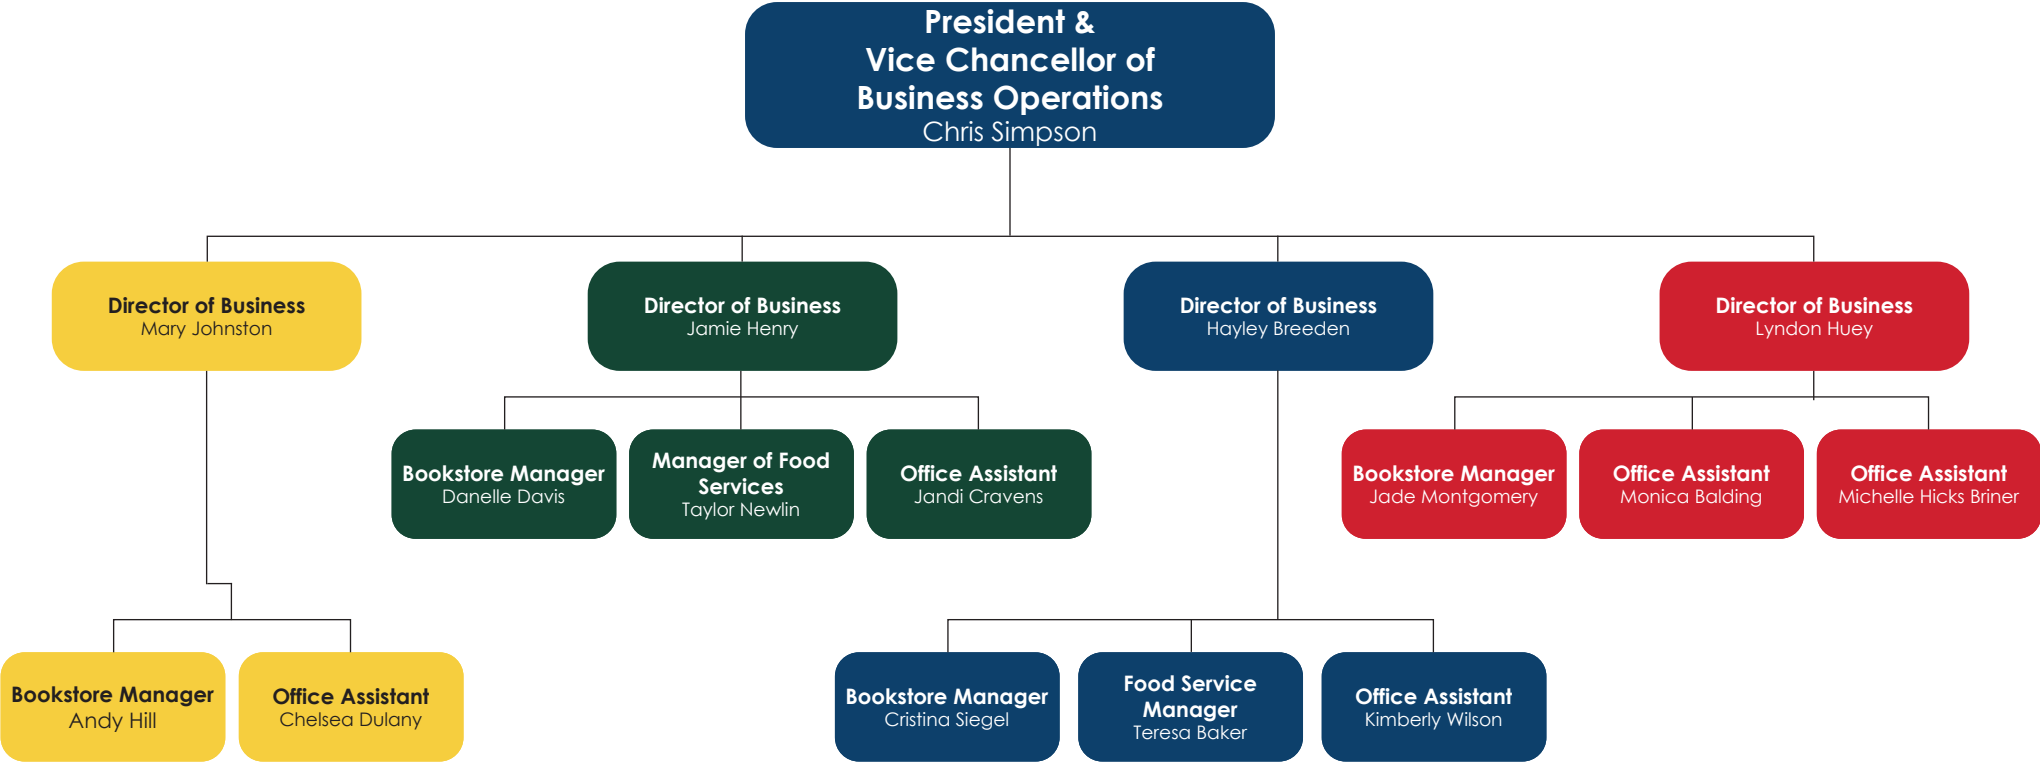 President &
Vice Chancellor of
Business Operations
Chris Simpson
Director of Business
Mary Johnston
Director of Business
Jamie Henry
Director of Business
Hayley Breeden
Director of Business
Lyndon Huey
Bookstore Manager
Danelle Davis
Manager of Food
Services
Taylor Newlin
Office Assistant
Jandi Cravens
Bookstore Manager
Jade Montgomery
Office Assistant
Monica Balding
Office Assistant
Michelle Hicks Briner
Bookstore Manager
Andy Hill
Office Assistant
Chelsea Dulany
Bookstore Manager
Cristina Siegel
Food Service
Manager
Teresa Baker
Office Assistant
Kimberly Wilson